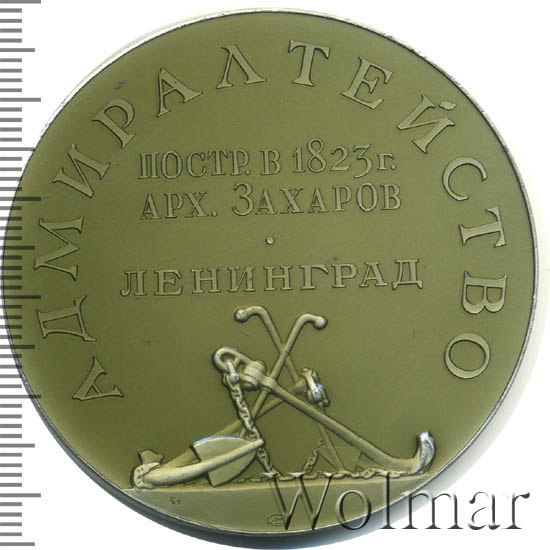 АДМИРАЛТЕЙСТВО
ПОСТР. В 1823 г.
АРХ. ЗАХАРОВ
ЛЕНИНГРАД
Wolmar